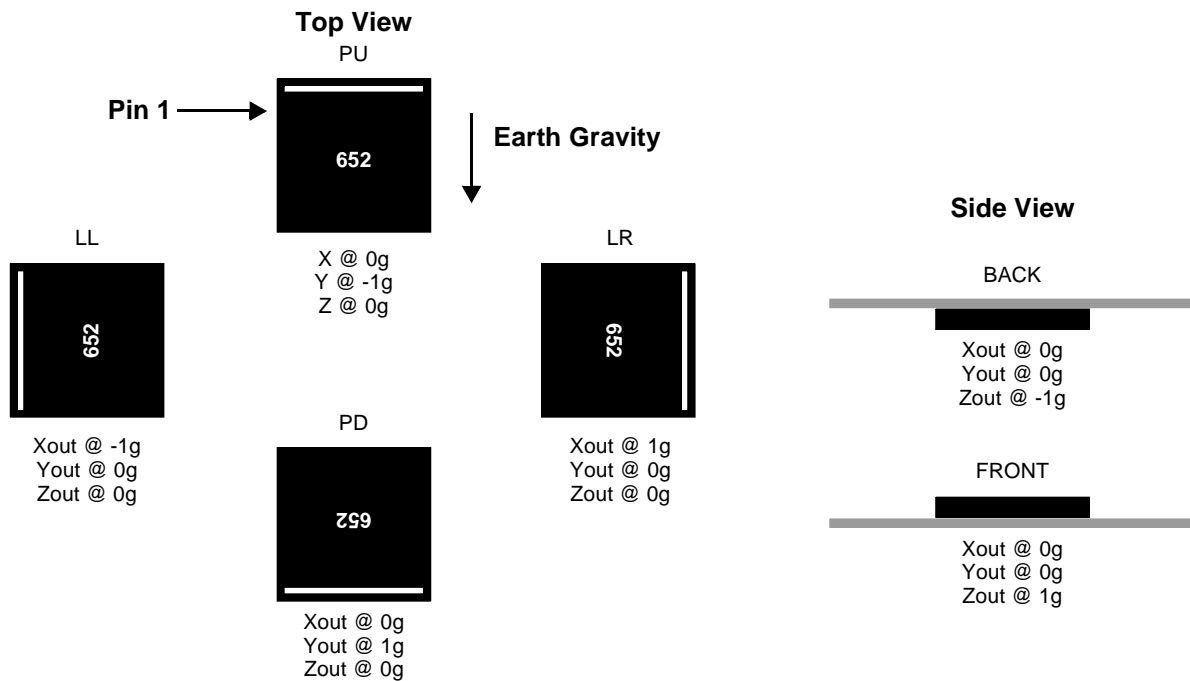 Top View
PU
Pin 1
652
Earth Gravity
X @ 0g
Y @ -1g
Z @ 0g
LL
652
Xout @ -1g
Yout @ 0g
Zout @ 0g
LR
652
Xout @ 1g
Yout @ 0g
Zout @ 0g
PD
652
Xout @ 0g
Yout @ 1g
Zout @ 0g
Side View
BACK
Xout @ 0g
Yout @ 0g
Zout @ -1g
FRONT
Xout @ 0g
Yout @ 0g
Zout @ 1g